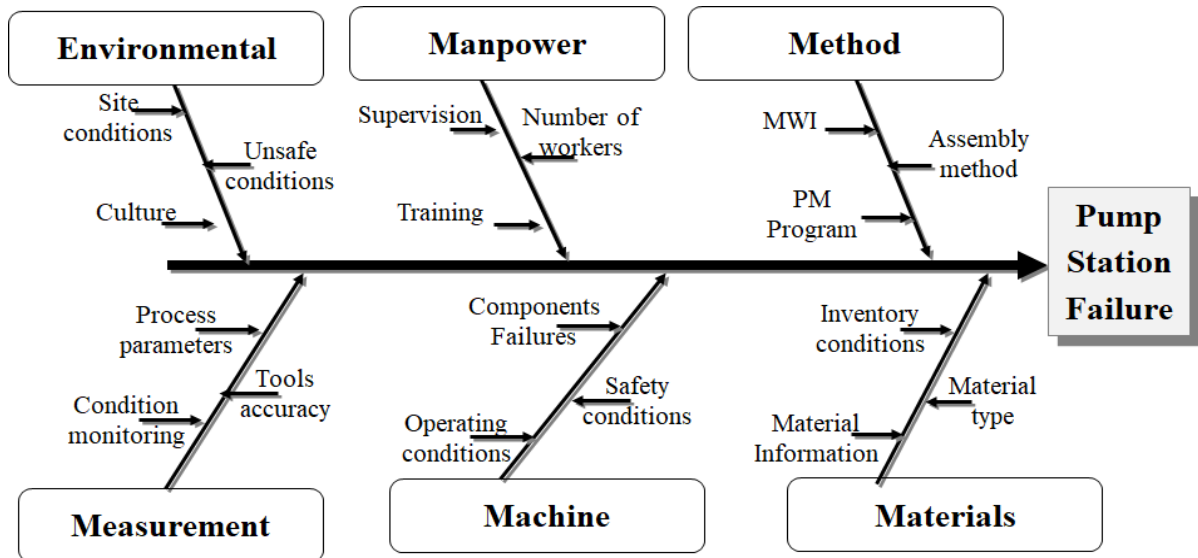 Environmental
Manpower
Method
Site
conditions
Unsafe
conditions
Culture
Supervision
Number of
workers
Training
MWI
Assembly
method
PM
Program
Pump
Station
Failure
Process
parameters
Tools
accuracy
Condition
monitoring
Components
Failures
Safety
conditions
Operating
conditions
Inventory
conditions
Material
type
Material
Information
Measurement
Machine
Materials